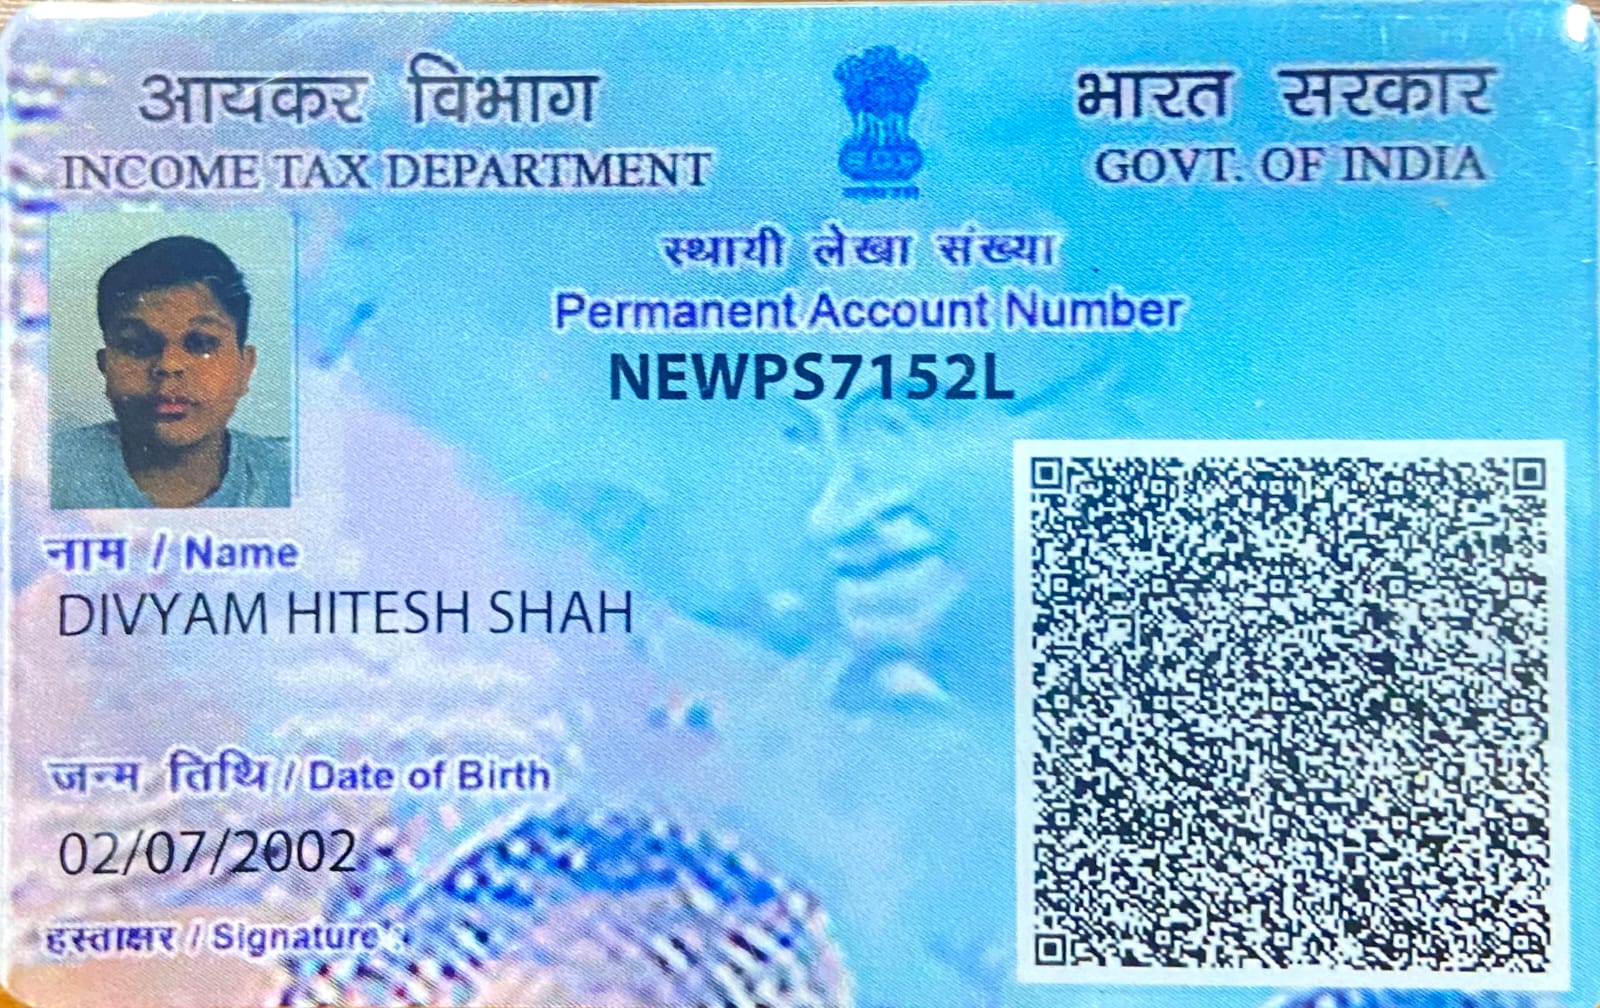 आयकर विभाग
INCOME TAX DEPARTMENT
भारत सरकार
GOVT. OF INDIA
स्थायी लेखा संख्या
Permanent Account Number
NEWPS7152L
नाम / Name
DIVYAM HITESH SHAH
जन्म तिथि / Date of Birth
02/07/2002
हस्ताक्षर / Signature